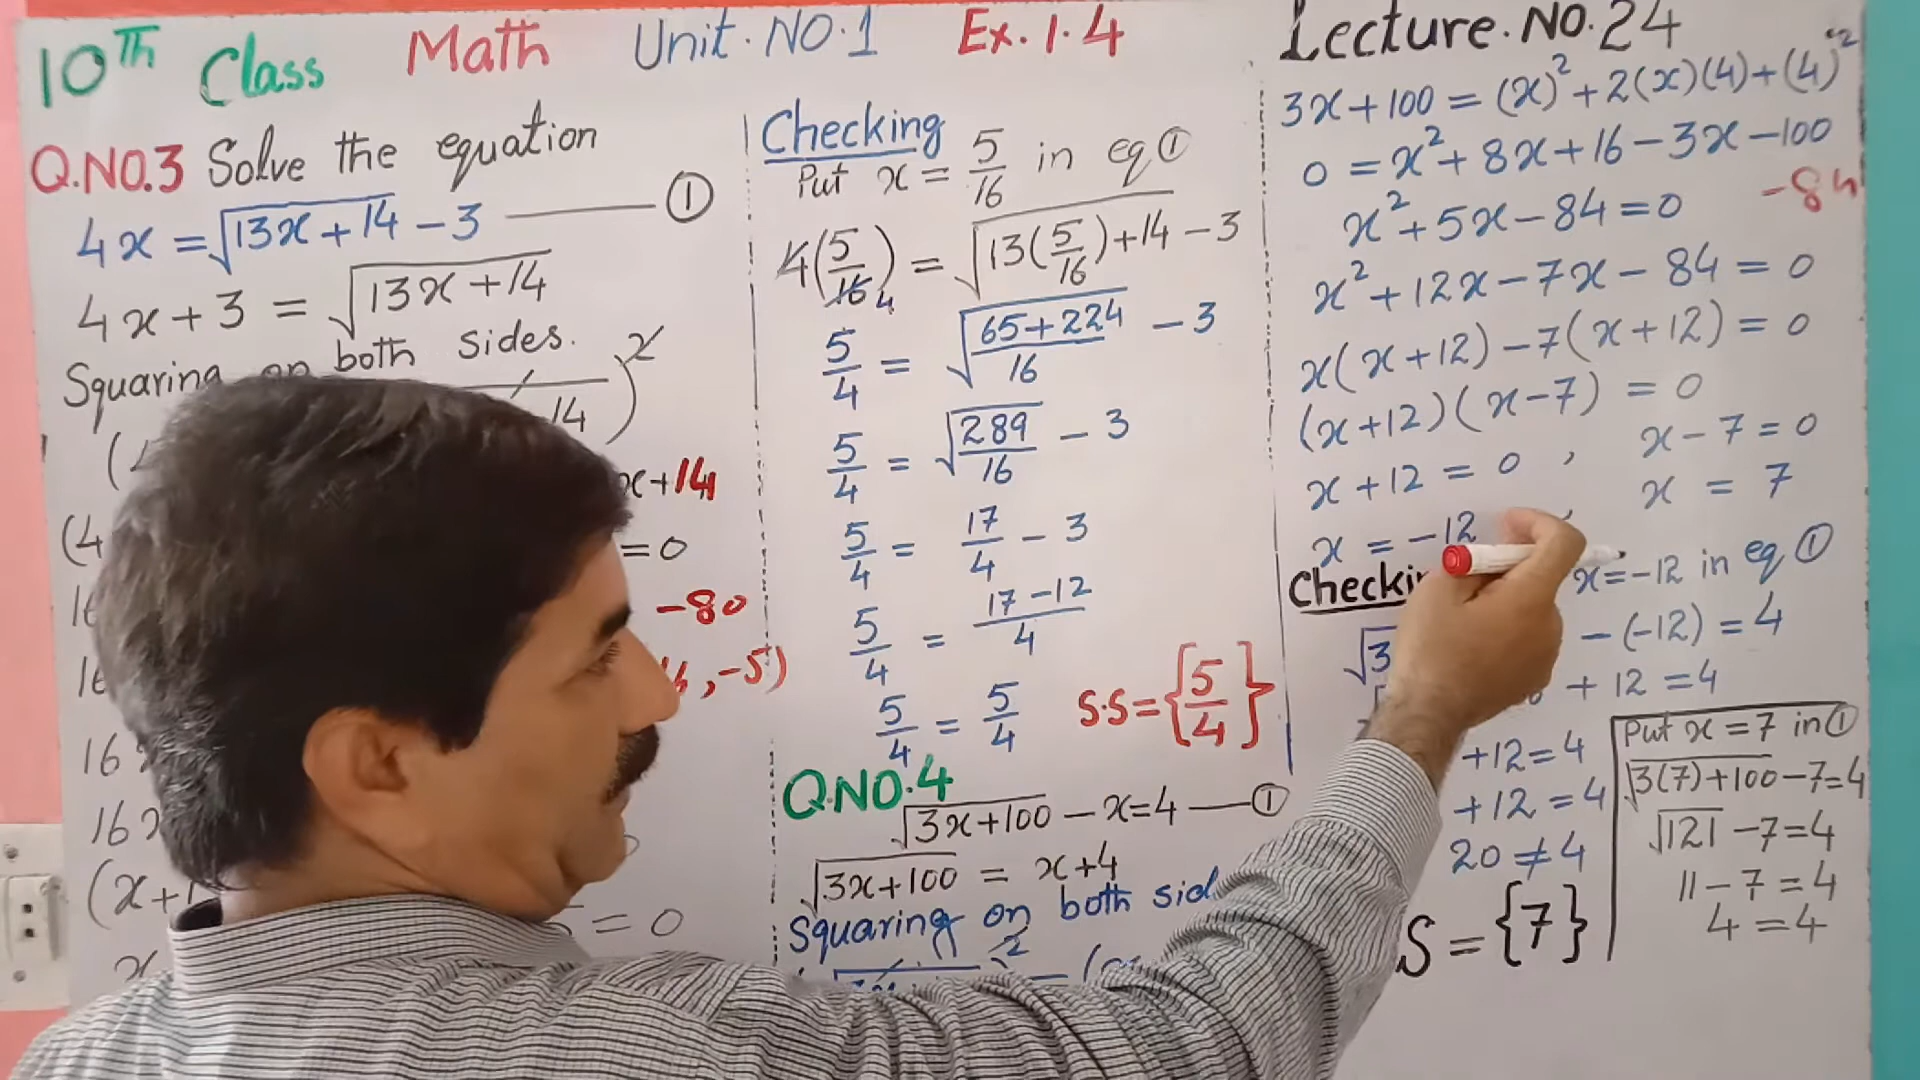 10Th Class Math Unit. NO. 1 Ex. 1.4
Q.NO.3 Solve the equation
4x = √(13x+14) - 3 —— ①
4x+3 = √(13x+14)
Squaring on both sides.
14)²
x+14
(4
=0
-80
, -5)
16
(x+1
= 0
x
Checking
Put x = 5/16 in eq ①
4(5/16) 4 = √(13(5/16)+14) - 3
5/4 = √((65+224)/16) - 3
5/4 = √(289/16) - 3
5/4 = 17/4 - 3
5/4 = (17-12)/4
5/4 = 5/4 S.S = {5/4}
Q.NO.4
√(3x+100) - x=4 —— ①
√(3x+100) = x+4
Squaring on both sid
Lecture. NO. 24
3x+100 = (x)²+2(x)(4)+(4)²
0 = x²+8x+16-3x-100
x²+5x-84=0 -84
x²+12x-7x-84=0
x(x+12)-7(x+12)=0
(x+12)(x-7)=0
x+12=0 , x-7=0
x = -12 , x = 7
Checkin x=-12 in eq ①
√3 -(-12)=4
+12=4
+12=4
+12=4
20≠4
S = {7}
Put x=7 in ①
√(3(7)+100) -7=4
√121 -7=4
11-7=4
4=4